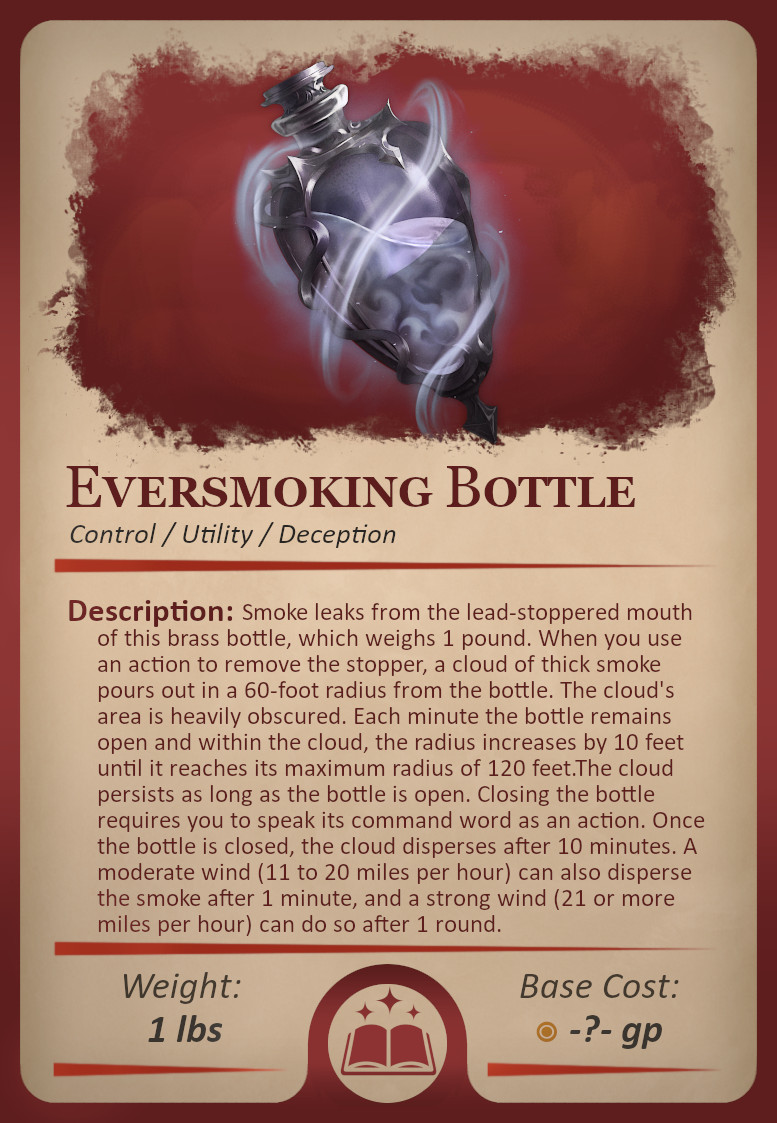 Eversmoking Bottle
Control / Utility / Deception
Description: Smoke leaks from the lead-stoppered mouth
of this brass bottle, which weighs 1 pound. When you use
an action to remove the stopper, a cloud of thick smoke
pours out in a 60-foot radius from the bottle. The cloud's
area is heavily obscured. Each minute the bottle remains
open and within the cloud, the radius increases by 10 feet
until it reaches its maximum radius of 120 feet.The cloud
persists as long as the bottle is open. Closing the bottle
requires you to speak its command word as an action. Once
the bottle is closed, the cloud disperses after 10 minutes. A
moderate wind (11 to 20 miles per hour) can also disperse
the smoke after 1 minute, and a strong wind (21 or more
miles per hour) can do so after 1 round.
Weight:
1 lbs
Base Cost:
-?- gp